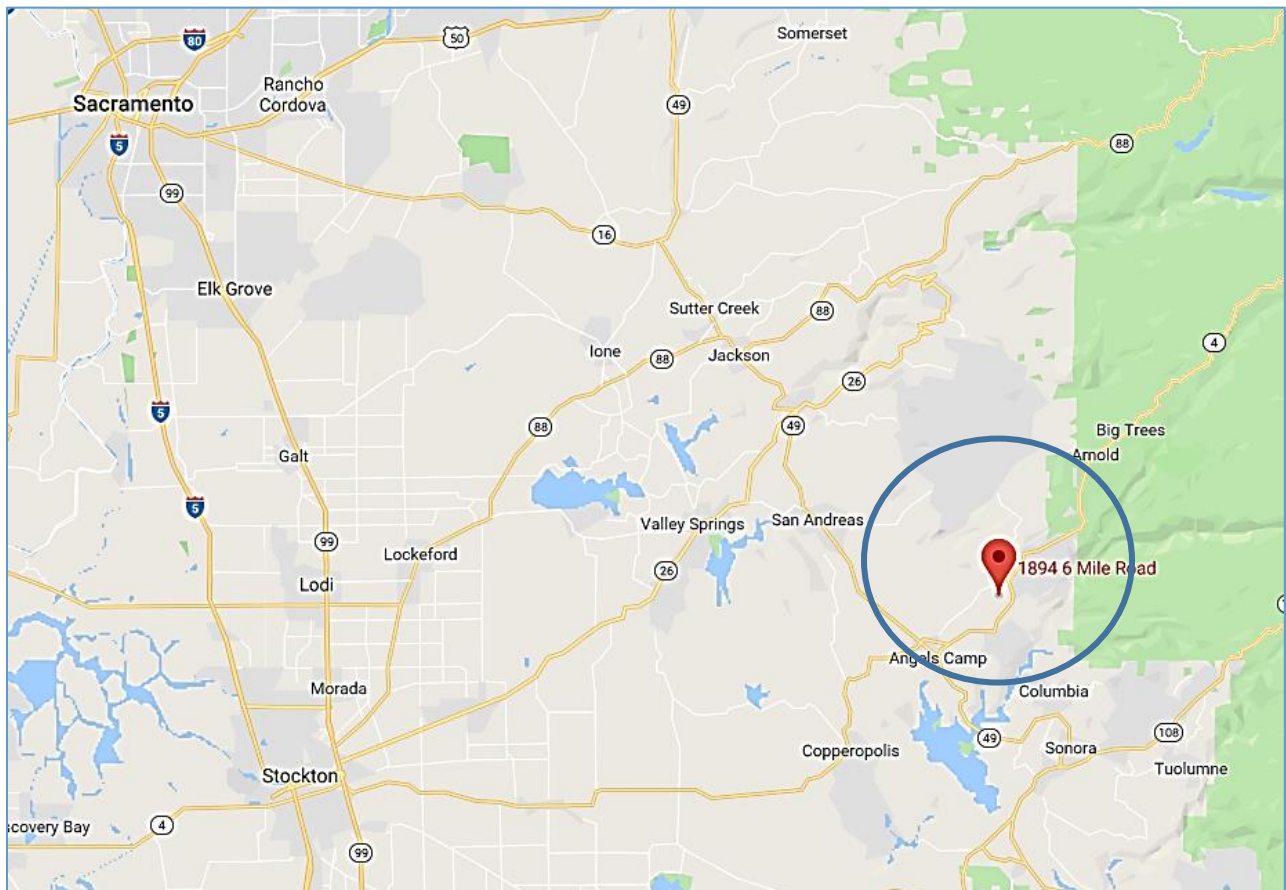 80
50
Somerset
Rancho
Cordova
Sacramento
49
5
88
99
16
Elk Grove
Sutter Creek
88
4
Ione
88
Jackson
26
5
88
49
Big Trees
Arnold
Galt
5
Valley Springs
San Andreas
99
Lockeford
26
1894 6 Mile Road
Lodi
Angels Camp
Morada
Columbia
49
108
Copperopolis
Sonora
Stockton
Tuolumne
scovery Bay
4
99